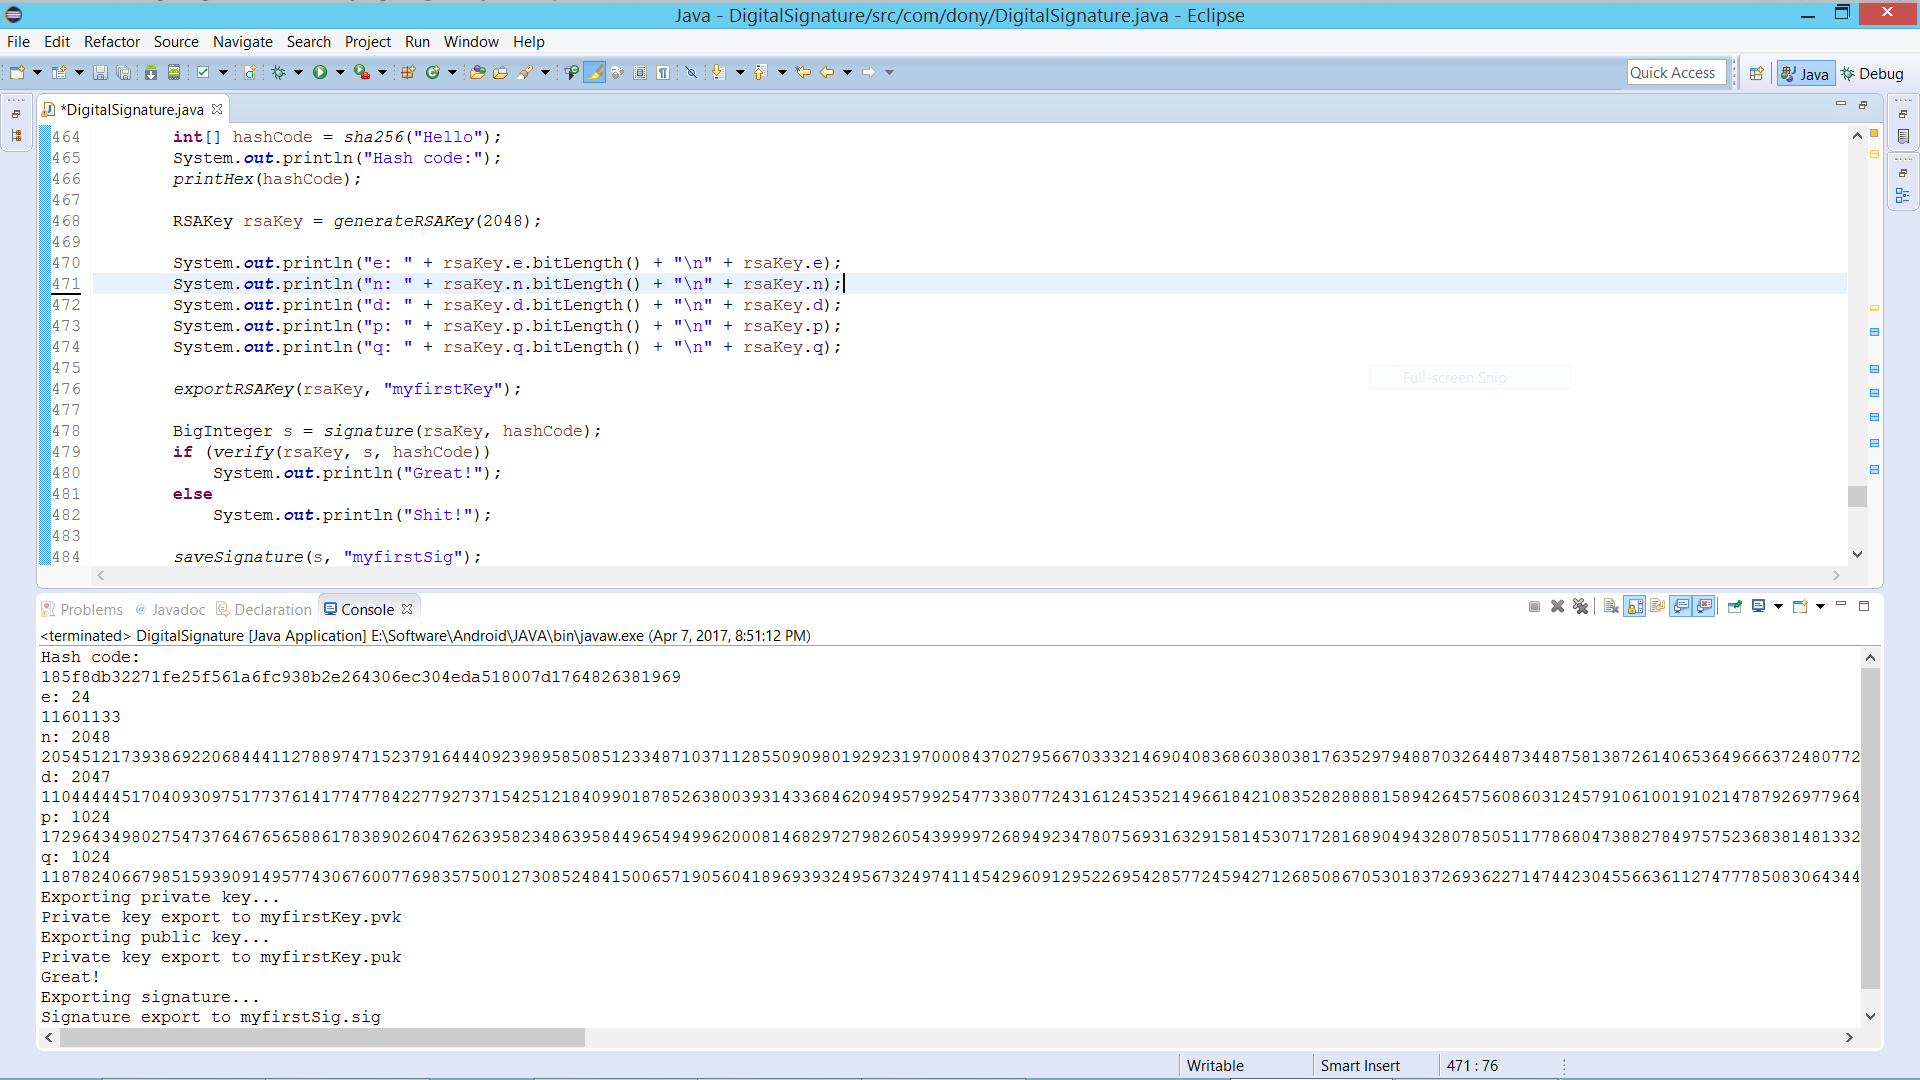 Java - DigitalSignature/src/com/dony/DigitalSignature.java - Eclipse
File Edit Refactor Source Navigate Search Project Run Window Help
Quick Access Java Debug
*DigitalSignature.java
464 int[] hashCode = sha256("Hello");
465 System.out.println("Hash code:");
466 printHex(hashCode);
467
468 RSAKey rsaKey = generateRSAKey(2048);
469
470 System.out.println("e: " + rsaKey.e.bitLength() + "\n" + rsaKey.e);
471 System.out.println("n: " + rsaKey.n.bitLength() + "\n" + rsaKey.n);
472 System.out.println("d: " + rsaKey.d.bitLength() + "\n" + rsaKey.d);
473 System.out.println("p: " + rsaKey.p.bitLength() + "\n" + rsaKey.p);
474 System.out.println("q: " + rsaKey.q.bitLength() + "\n" + rsaKey.q);
475
Full-screen Snip
476 exportRSAKey(rsaKey, "myfirstKey");
477
478 BigInteger s = signature(rsaKey, hashCode);
479 if (verify(rsaKey, s, hashCode))
480 System.out.println("Great!");
481 else
482 System.out.println("Shit!");
483
484 saveSignature(s, "myfirstSig");
Problems @ Javadoc Declaration Console
<terminated> DigitalSignature [Java Application] E:\Software\Android\JAVA\bin\javaw.exe (Apr 7, 2017, 8:51:12 PM)
Hash code:
185f8db32271fe25f561a6fc938b2e264306ec304eda518007d1764826381969
e: 24
11601133
n: 2048
d: 2047
p: 1024
q: 1024
Exporting private key...
Private key export to myfirstKey.pvk
Exporting public key...
Private key export to myfirstKey.puk
Great!
Exporting signature...
Signature export to myfirstSig.sig
Writable Smart Insert 471 : 76